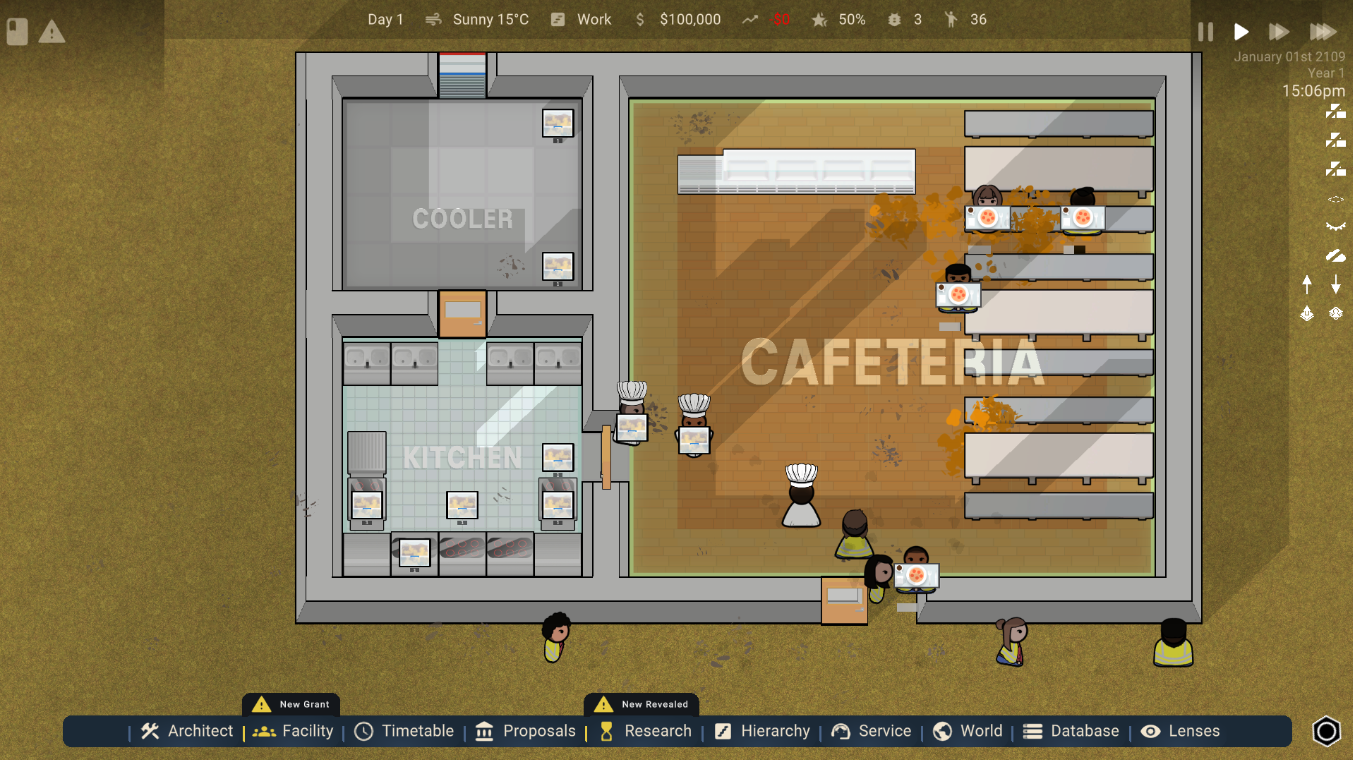 Day 1 Sunny 15°C Work $ $100,000 $0 50% 3 36
January 01st 2109
Year 1
15:06pm
COOLER
CAFETERIA
KITCHEN
New Grant
New Revealed
Architect Facility Timetable Proposals Research Hierarchy Service World Database Lenses